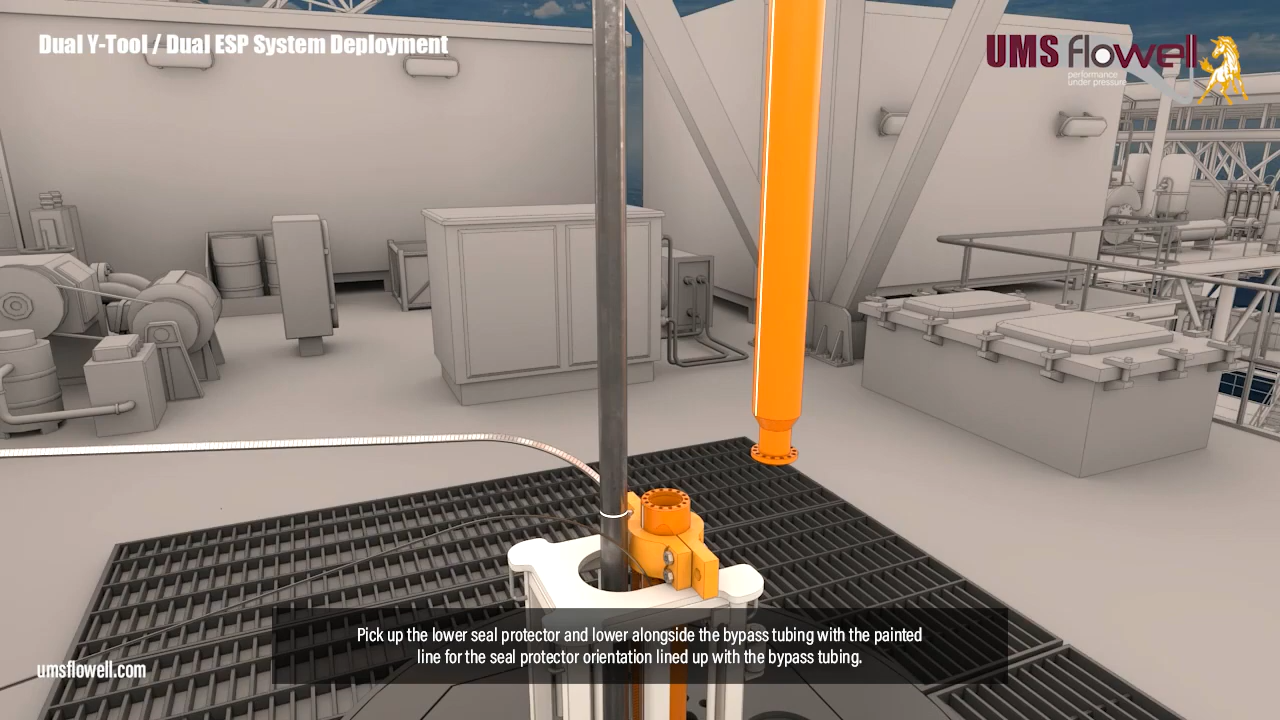 Dual Y-Tool / Dual ESP System Deployment
UMS flowell
performance
under pressure
Pick up the lower seal protector and lower alongside the bypass tubing with the painted
line for the seal protector orientation lined up with the bypass tubing.
umsflowell.com